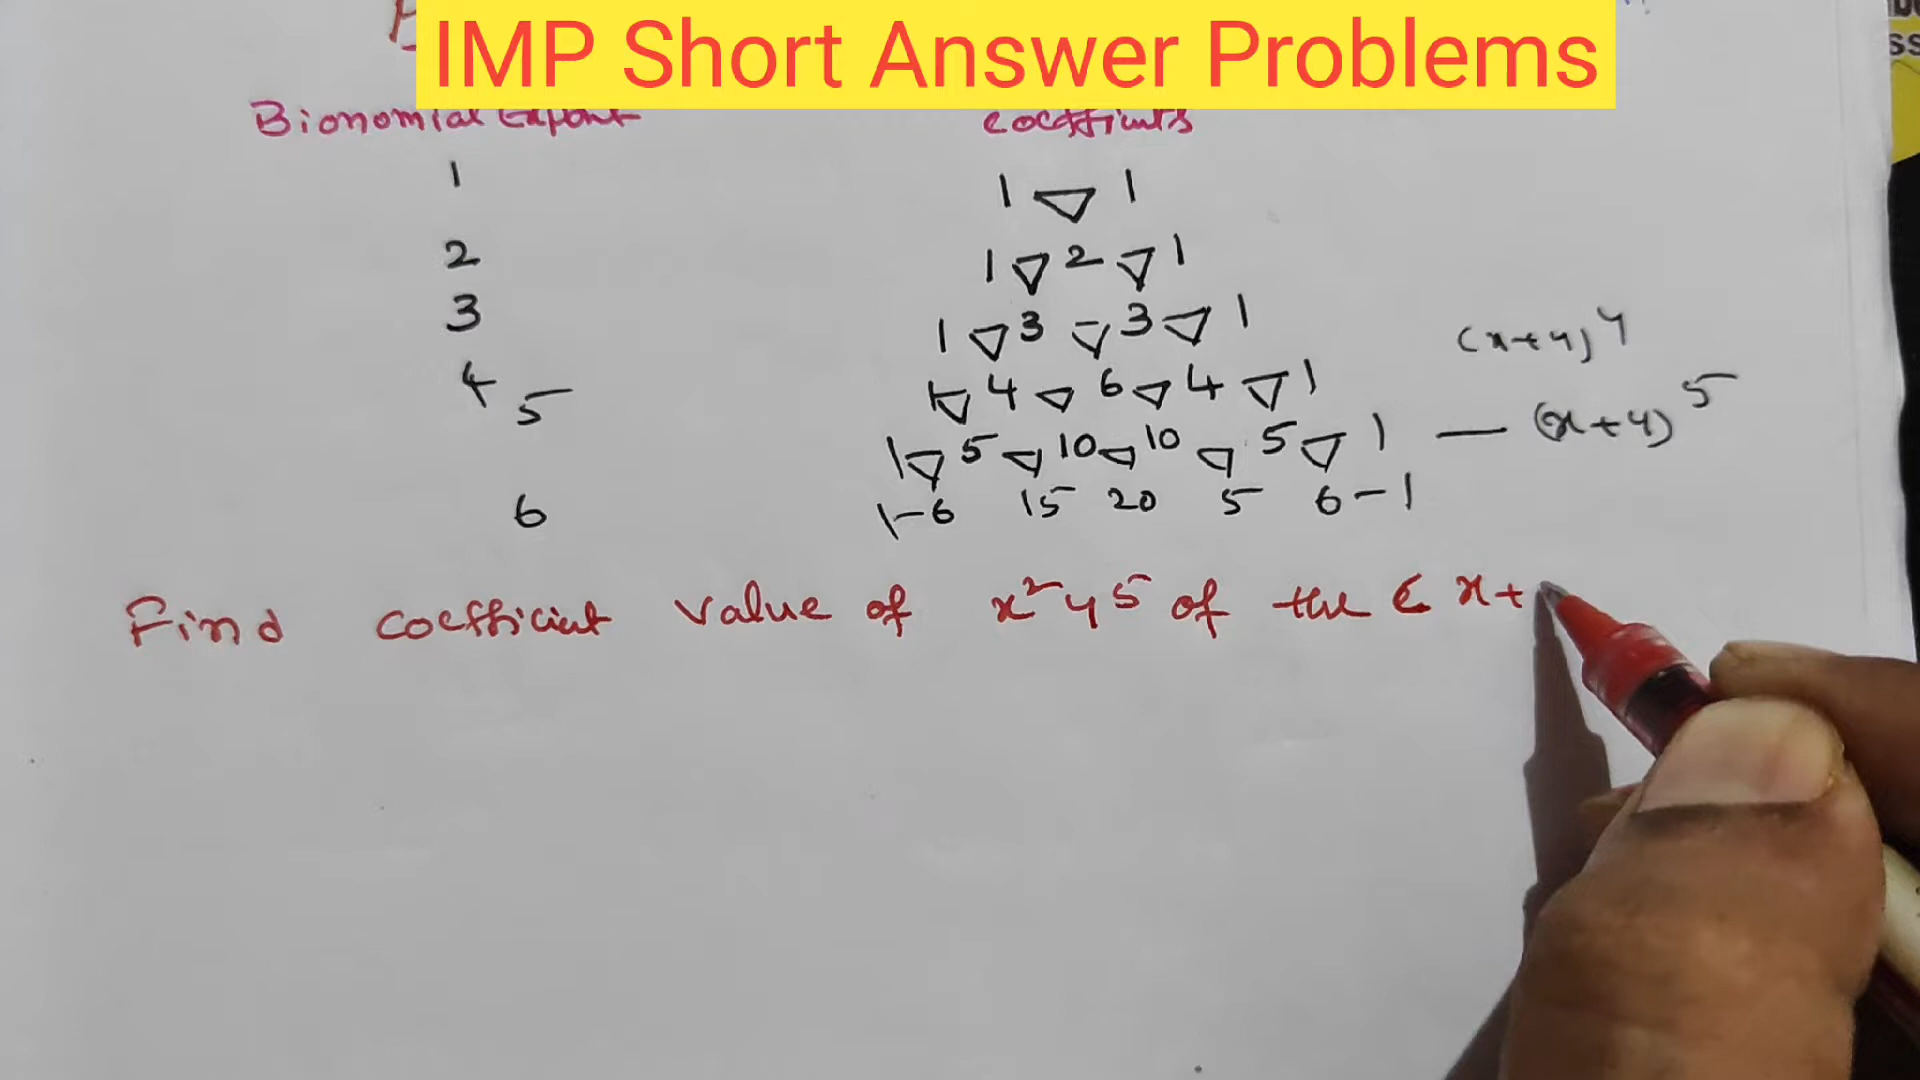 IMP Short Answer Problems
Bionomial Expont coefficients
1 1 1
2 1 2 1
3 1 3 3 1
(x+y)4
4 1 4 6 4 1
5 1 5 10 10 5 1 — (x+y)5
6 1-6 15 20 5 6-1
Find coefficient value of x2y5 of the ( x+